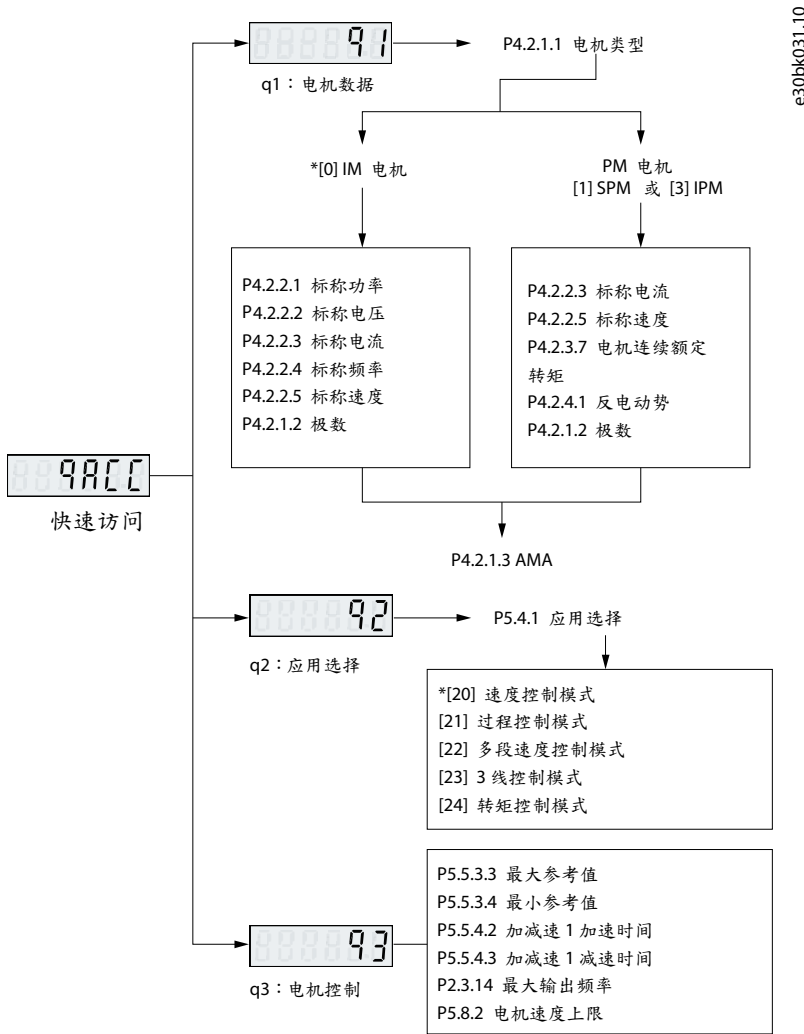 e30bk031.10
q1
P4.2.1.1 电机类型
q1：电机数据
*[0] IM 电机
PM 电机
[1] SPM 或 [3] IPM
P4.2.2.1 标称功率
P4.2.2.2 标称电压
P4.2.2.3 标称电流
P4.2.2.4 标称频率
P4.2.2.5 标称速度
P4.2.1.2 极数
P4.2.2.3 标称电流
P4.2.2.5 标称速度
P4.2.3.7 电机连续额定
转矩
P4.2.4.1 反电动势
P4.2.1.2 极数
qACC
快速访问
P4.2.1.3 AMA
q2
P5.4.1 应用选择
q2：应用选择
*[20] 速度控制模式
[21] 过程控制模式
[22] 多段速度控制模式
[23] 3 线控制模式
[24] 转矩控制模式
q3
q3：电机控制
P5.5.3.3 最大参考值
P5.5.3.4 最小参考值
P5.5.4.2 加减速 1 加速时间
P5.5.4.3 加减速 1 减速时间
P2.3.14 最大输出频率
P5.8.2 电机速度上限